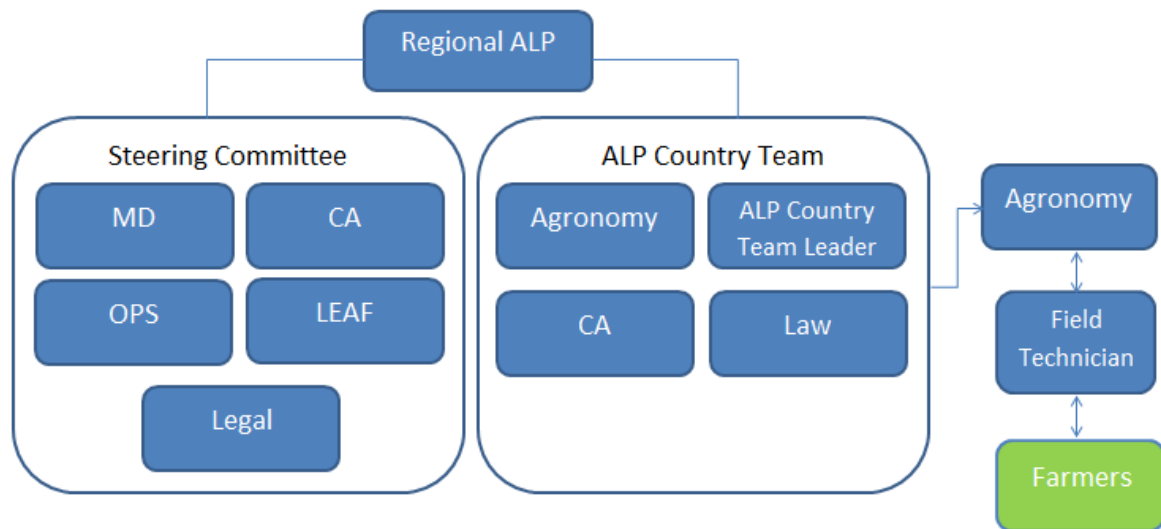 Regional ALP
Steering Committee
MD
CA
OPS
LEAF
Legal
ALP Country Team
Agronomy
ALP Country
Team Leader
CA
Law
Agronomy
Field
Technician
Farmers